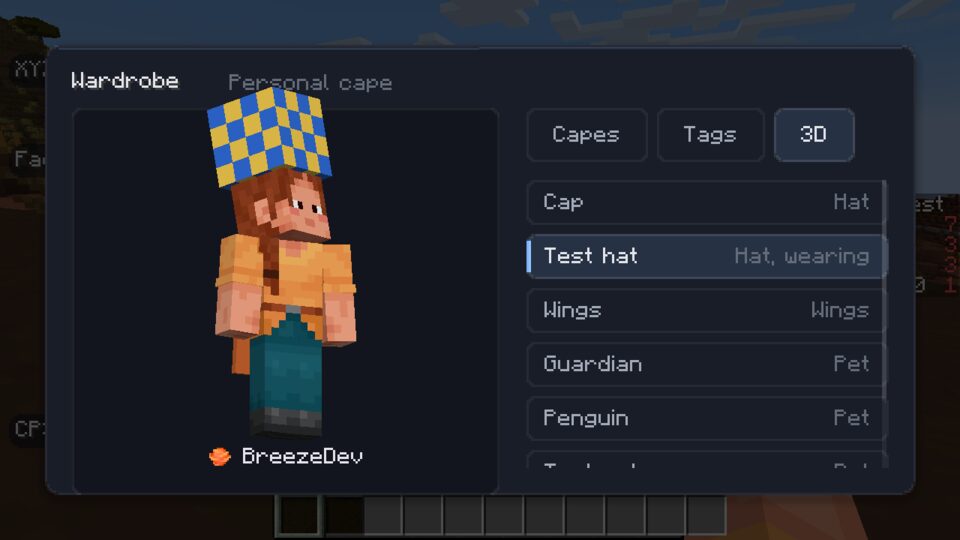 Wardrobe
Personal cape
Capes
Tags
3D
Cap
Hat
Test hat
Hat, wearing
Wings
Wings
Guardian
Pet
Penguin
Pet
BreezeDev